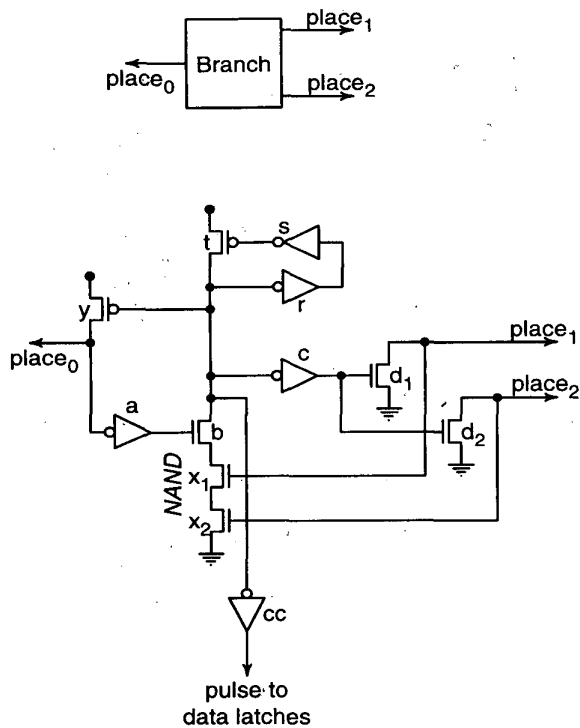 place1
Branch
place0
place2
s
t
r
y
c
place1
place0
d1
place2
a
b
d2
NAND
x1
x2
cc
pulse to
data latches